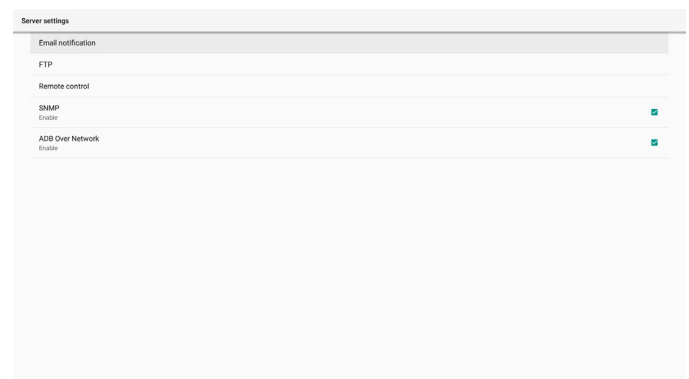 Server settings
Email notification
FTP
Remote control
SNMP
Enable
ADB Over Network
Enable